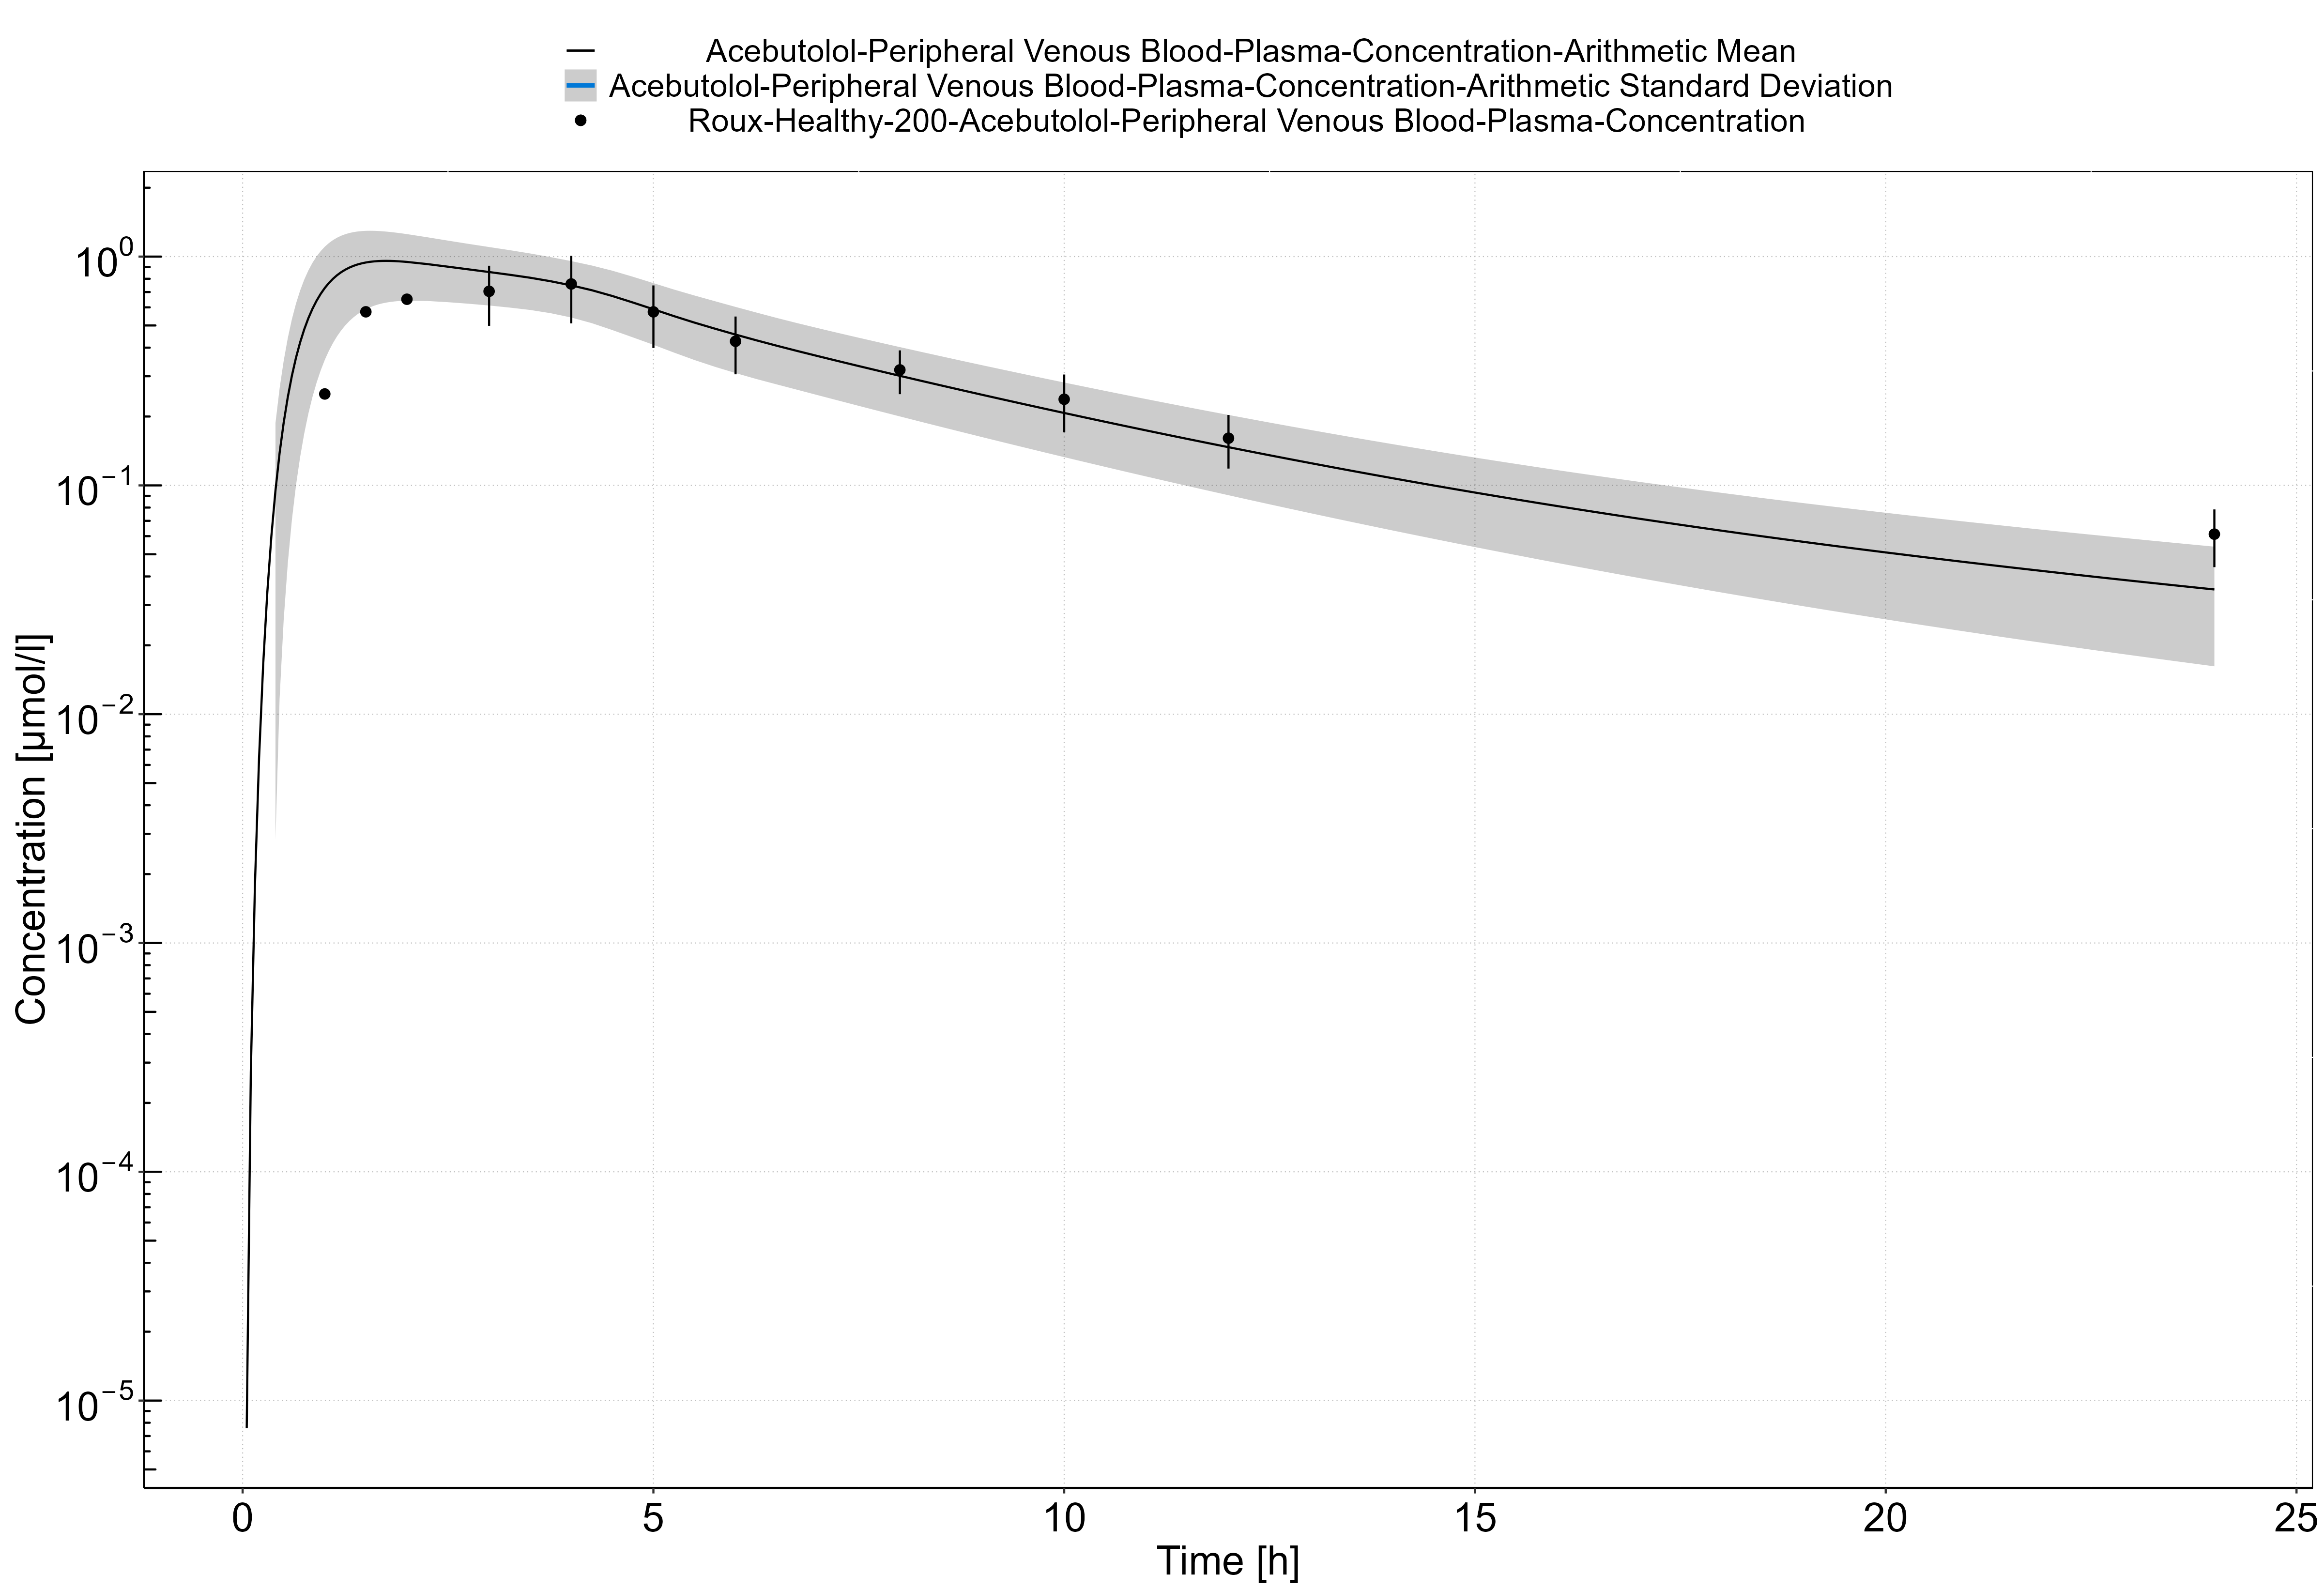 Acebutolol-Peripheral Venous Blood-Plasma-Concentration-Arithmetic Mean
Acebutolol-Peripheral Venous Blood-Plasma-Concentration-Arithmetic Standard Deviation
Roux-Healthy-200-Acebutolol-Peripheral Venous Blood-Plasma-Concentration
10⁰
10⁻¹
10⁻²
10⁻³
10⁻⁴
10⁻⁵
Concentration [µmol/l]
0 5 10 15 20 25
Time [h]